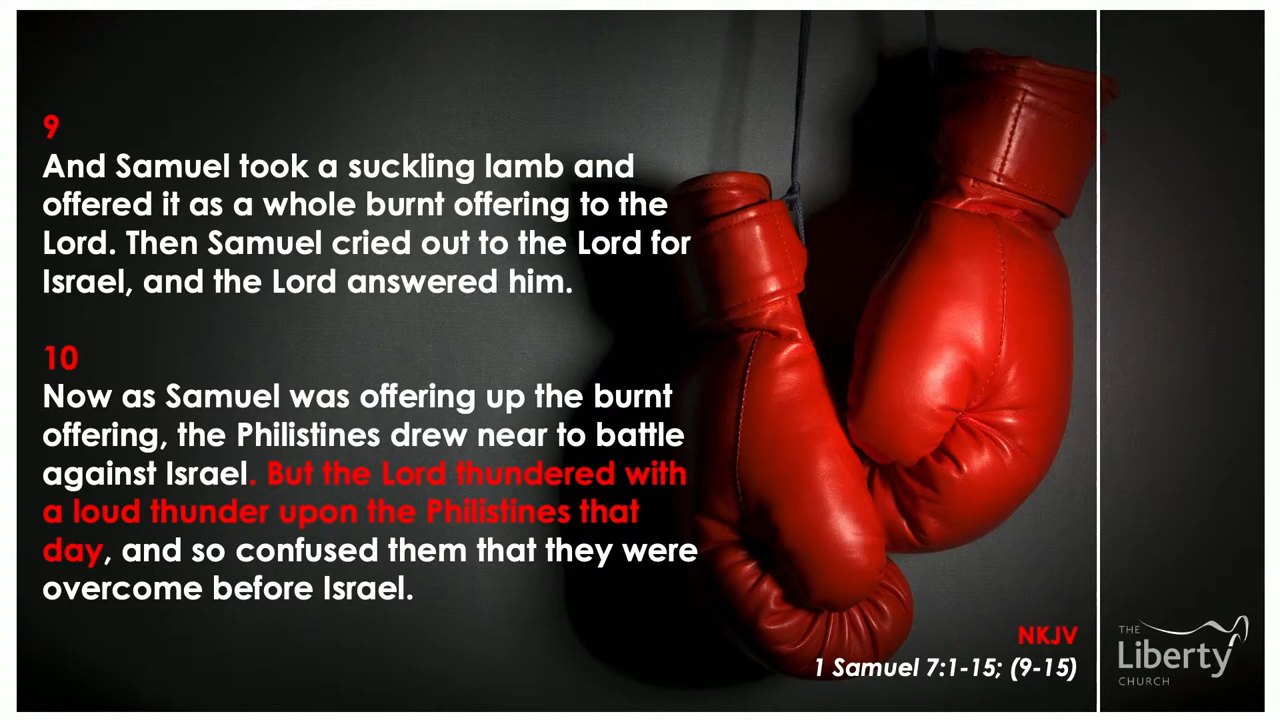 9
And Samuel took a suckling lamb and
offered it as a whole burnt offering to the
Lord. Then Samuel cried out to the Lord for
Israel, and the Lord answered him.
10
Now as Samuel was offering up the burnt
offering, the Philistines drew near to battle
against Israel. But the Lord thundered with
a loud thunder upon the Philistines that
day, and so confused them that they were
overcome before Israel.
NKJV
1 Samuel 7:1-15; (9-15)
THE
Liberty
CHURCH